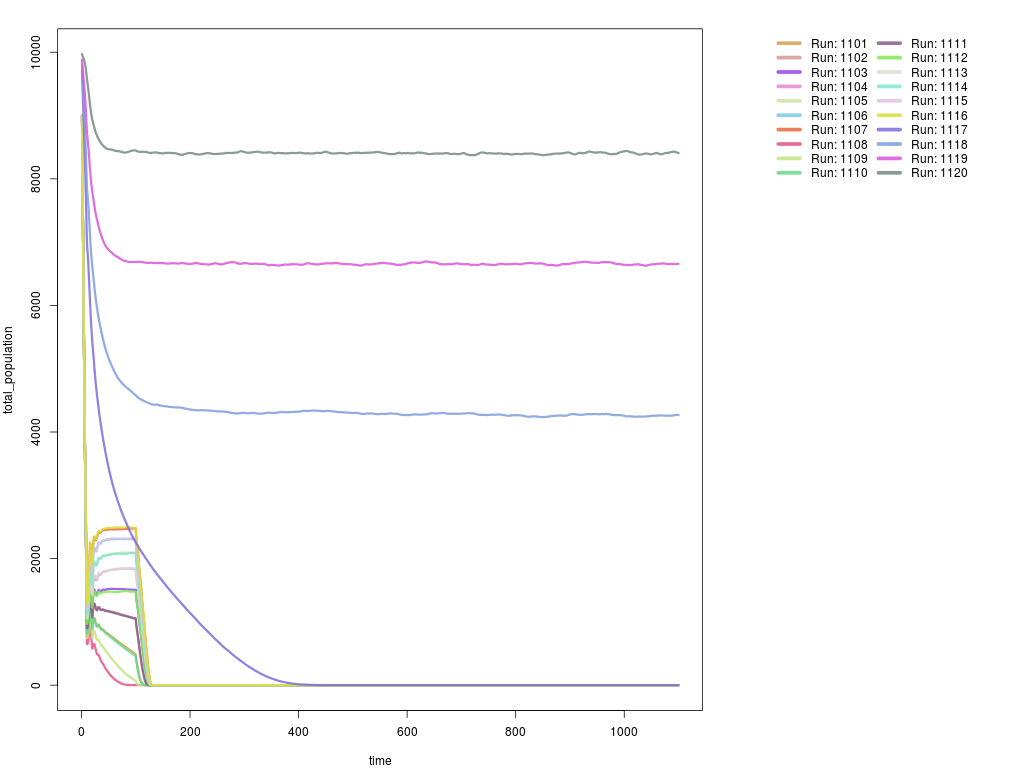 10000
8000
6000
4000
2000
0
total_population
0 200 400 600 800 1000
time
Run: 1101 Run: 1111
Run: 1102 Run: 1112
Run: 1103 Run: 1113
Run: 1104 Run: 1114
Run: 1105 Run: 1115
Run: 1106 Run: 1116
Run: 1107 Run: 1117
Run: 1108 Run: 1118
Run: 1109 Run: 1119
Run: 1110 Run: 1120